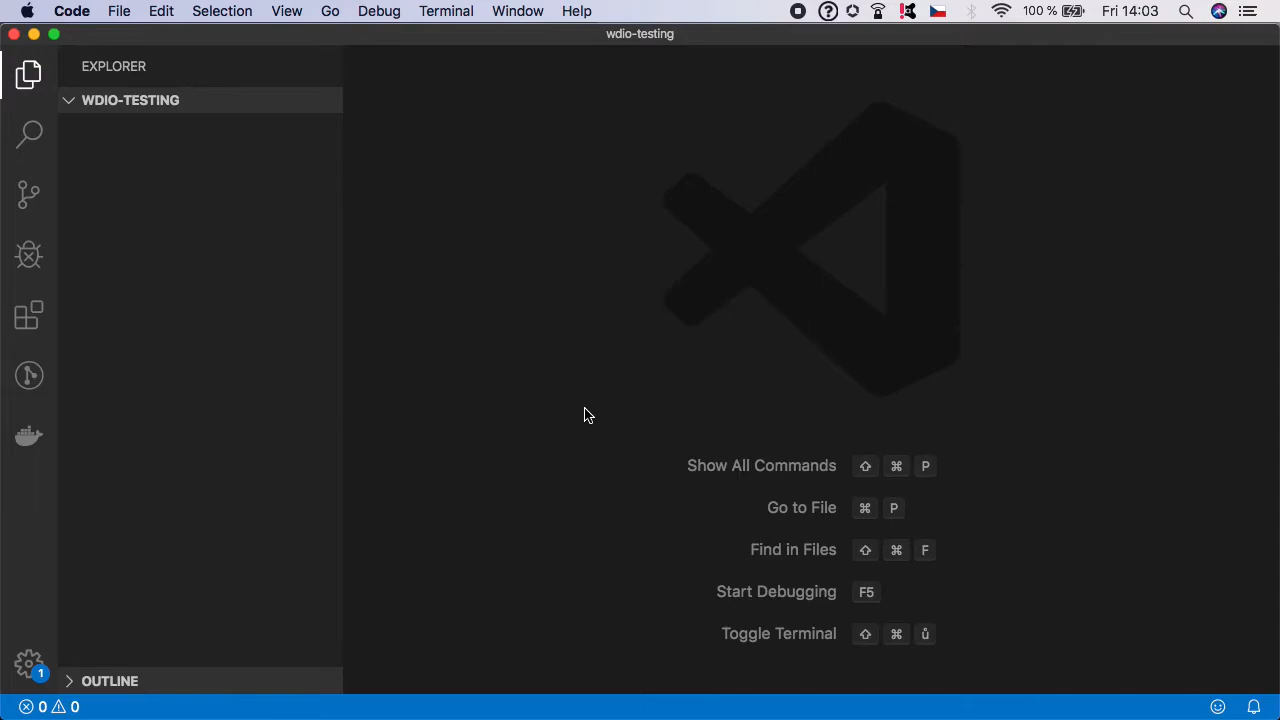 Code File Edit Selection View Go Debug Terminal Window Help 100 % Fri 14:03
wdio-testing
EXPLORER
WDIO-TESTING
Show All Commands ⇧ ⌘ P
Go to File ⌘ P
Find in Files ⇧ ⌘ F
Start Debugging F5
Toggle Terminal ⇧ ⌘ ů
1
OUTLINE
0 0